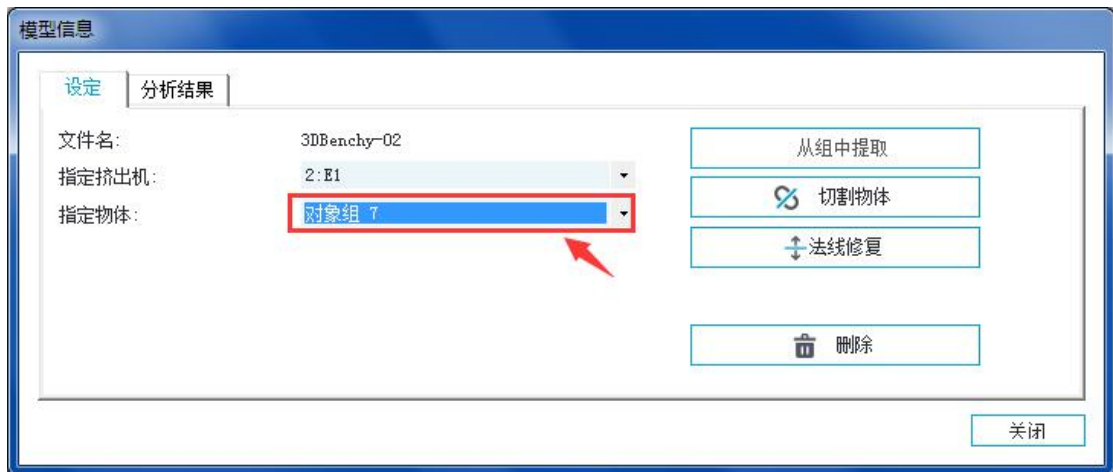 模型信息
设定 分析结果
文件名: 3DBenchy-02
指定挤出机: 2:E1
指定物体: 对象组 7
从组中提取
切割物体
法线修复
删除
关闭